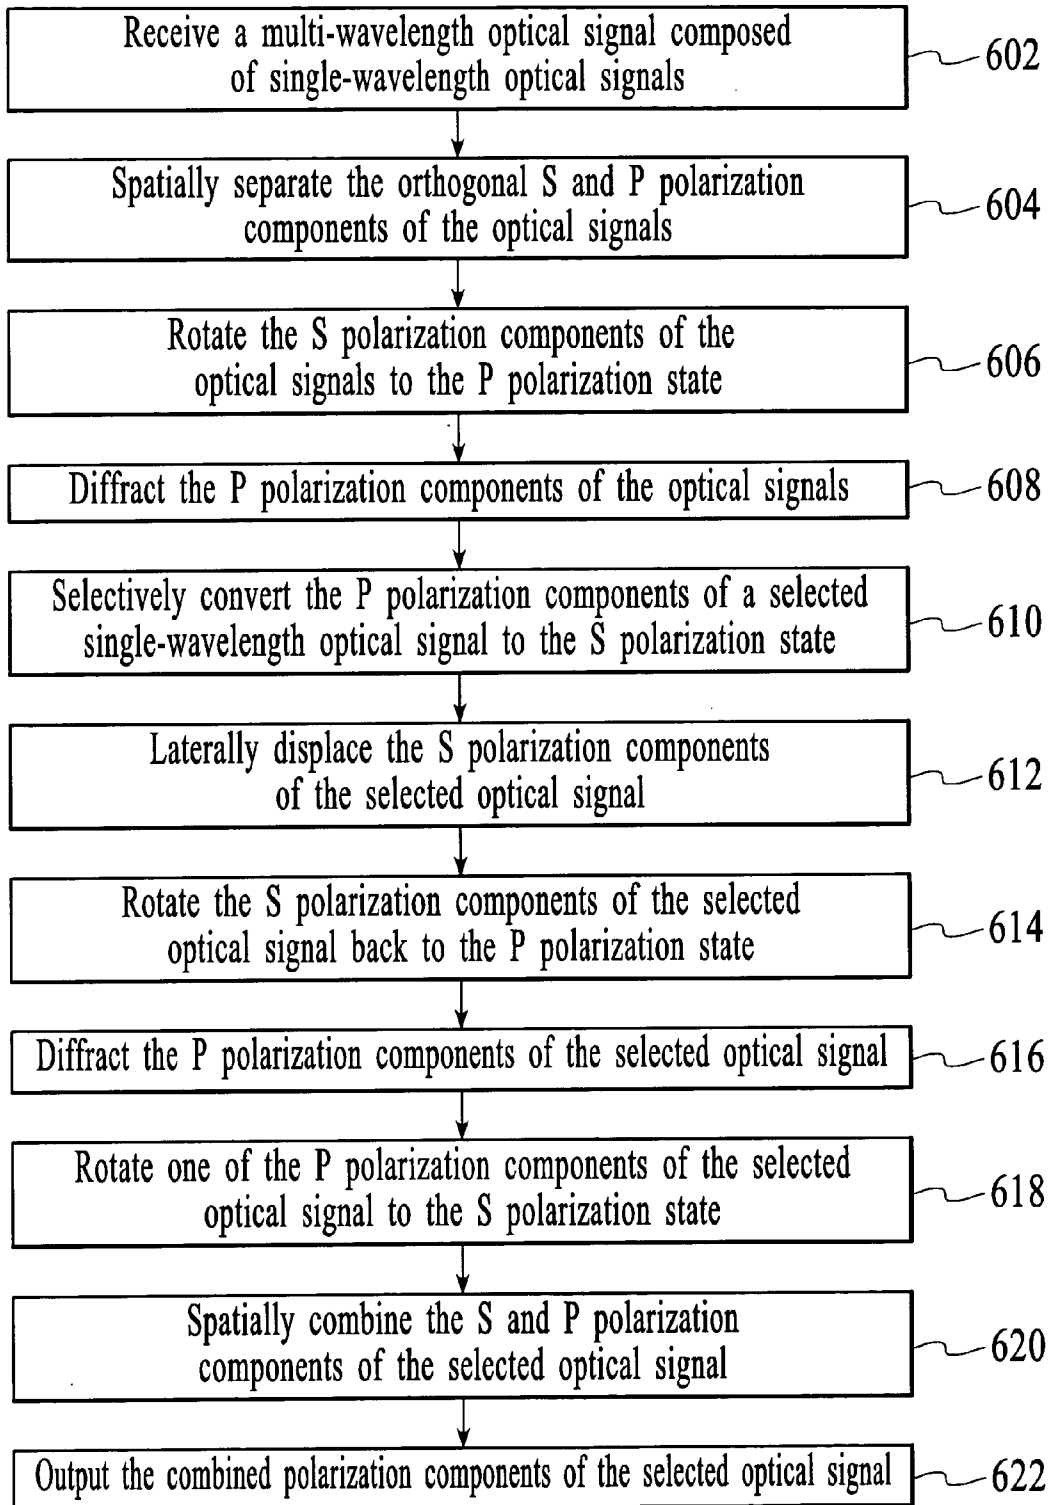 Receive a multi-wavelength optical signal composed
of single-wavelength optical signals
602
Spatially separate the orthogonal S and P polarization
components of the optical signals
604
Rotate the S polarization components of the
optical signals to the P polarization state
606
Diffract the P polarization components of the optical signals
608
Selectively convert the P polarization components of a selected
single-wavelength optical signal to the S polarization state
610
Laterally displace the S polarization components
of the selected optical signal
612
Rotate the S polarization components of the selected
optical signal back to the P polarization state
614
Diffract the P polarization components of the selected optical signal
616
Rotate one of the P polarization components of the selected
optical signal to the S polarization state
618
Spatially combine the S and P polarization
components of the selected optical signal
620
Output the combined polarization components of the selected optical signal
622